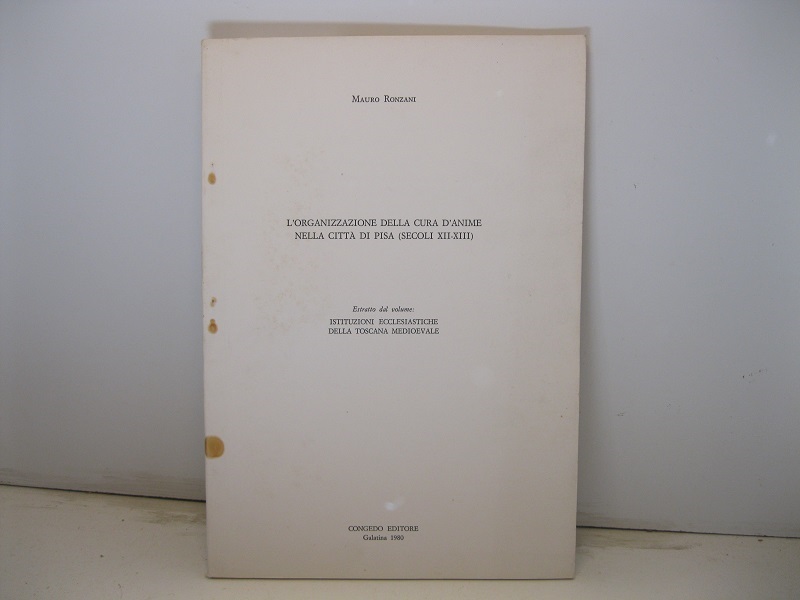 Mauro Ronzani
L'ORGANIZZAZIONE DELLA CURA D'ANIME
NELLA CITTÀ DI PISA (SECOLI XII-XIII)
Estratto dal volume:
ISTITUZIONI ECCLESIASTICHE
DELLA TOSCANA MEDIOEVALE
CONGEDO EDITORE
Galatina 1980